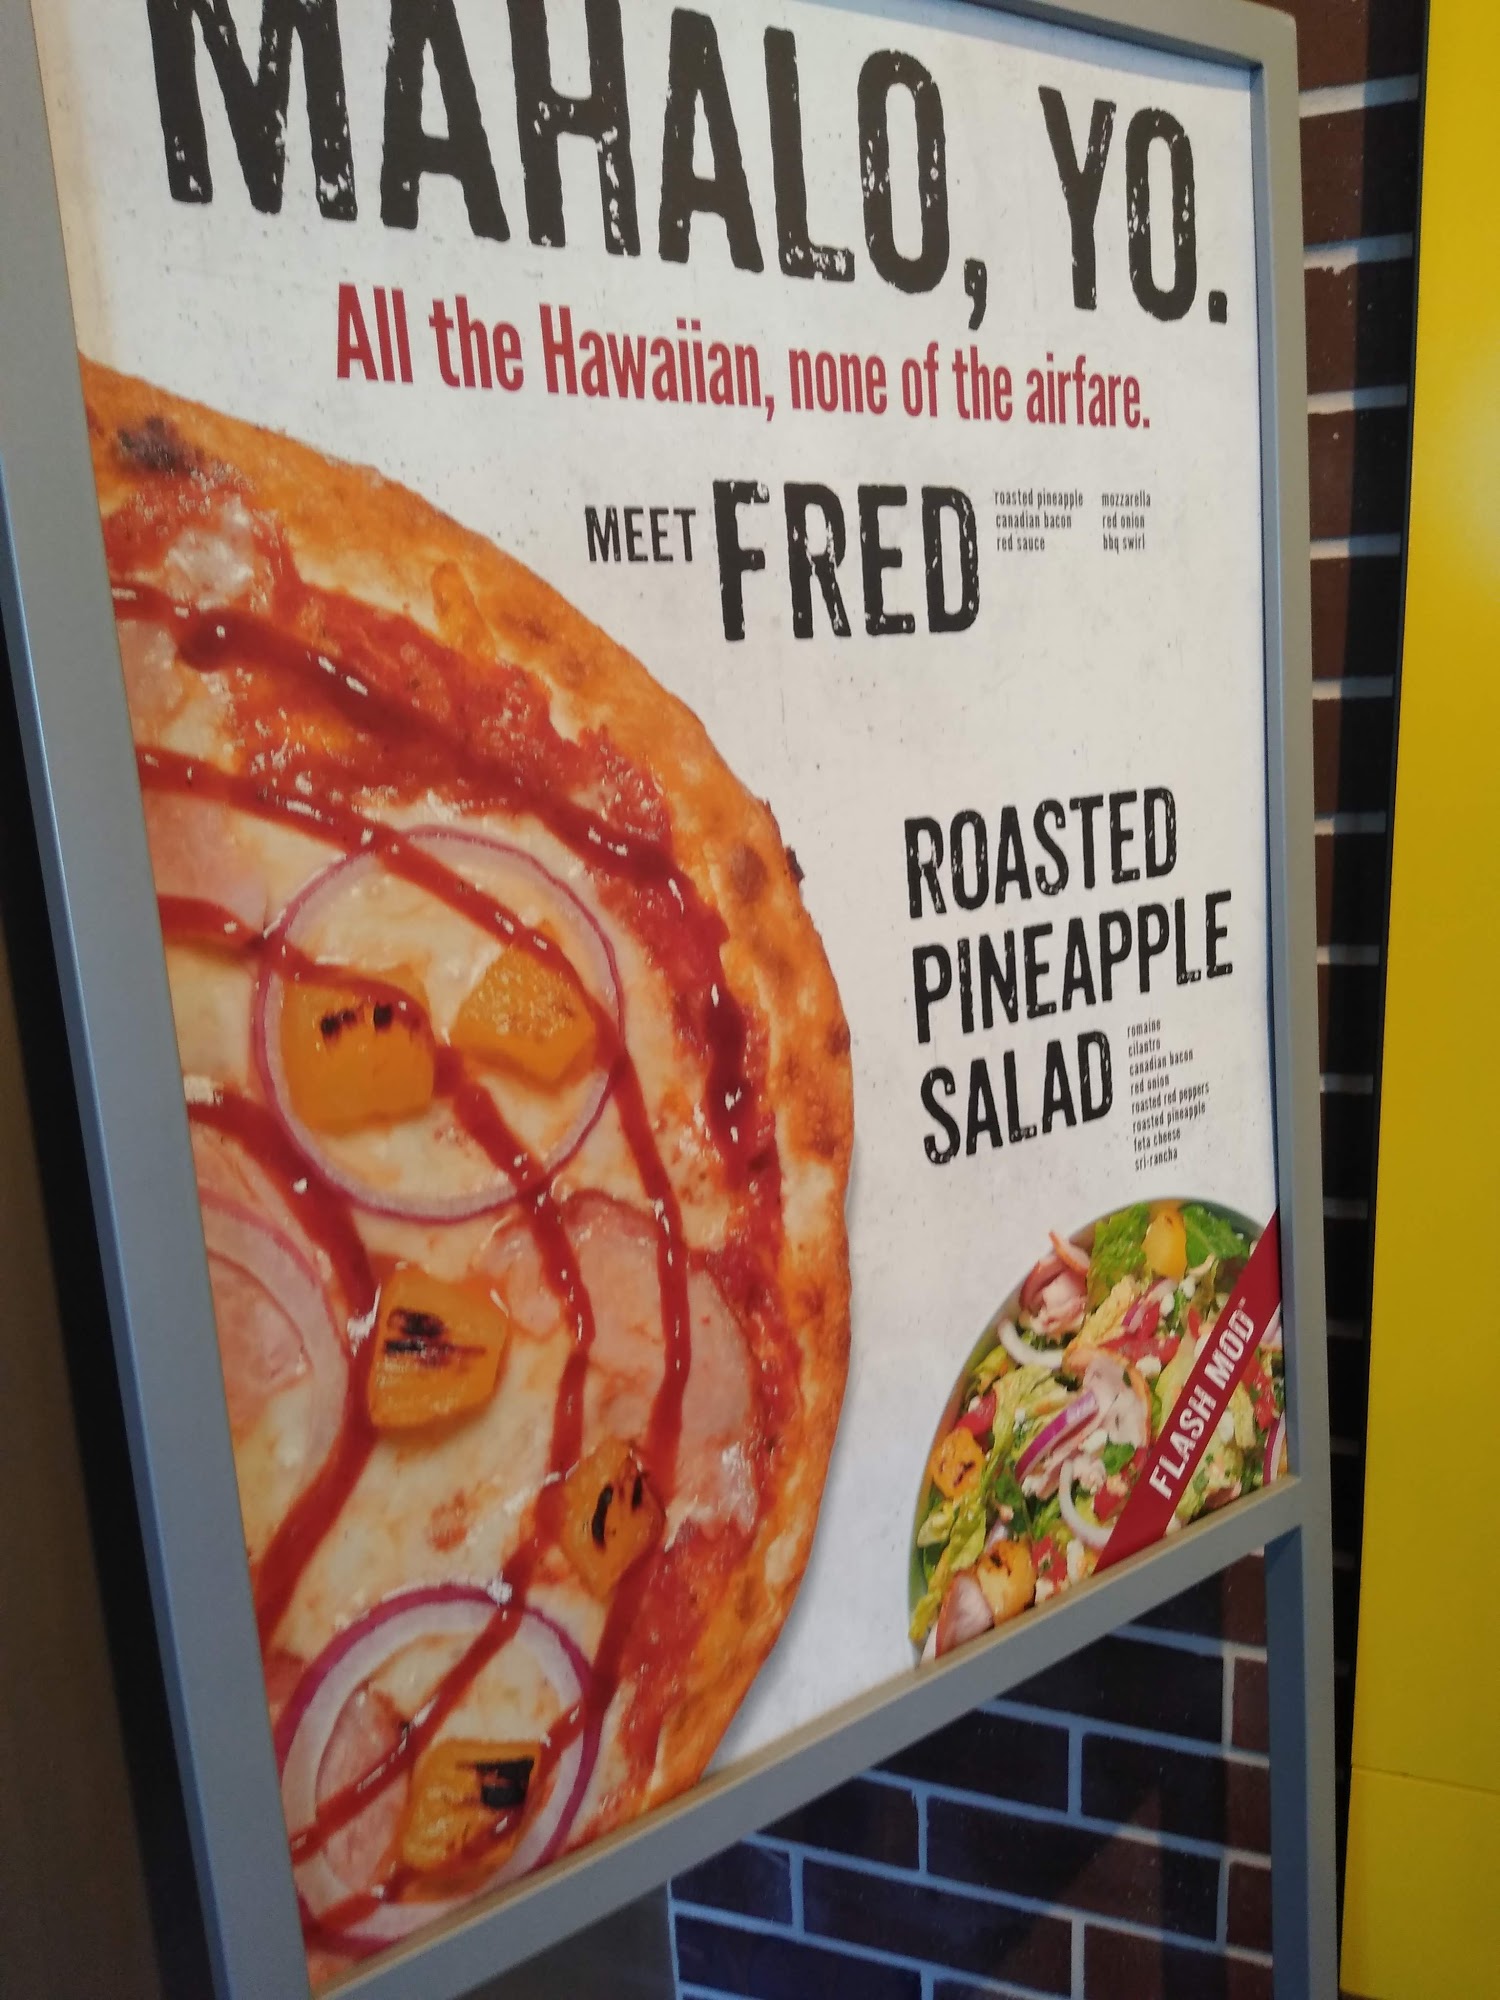 MAHALO, YO.
All the Hawaiian, none of the airfare.
MEET FRED
roasted pineapple
canadian bacon
red sauce
mozzarella
red onion
bbq swirl
ROASTED
PINEAPPLE
SALAD
romaine
cilantro
canadian bacon
red onion
roasted red peppers
roasted pineapple
feta cheese
sri-rancha
FLASH MOD™